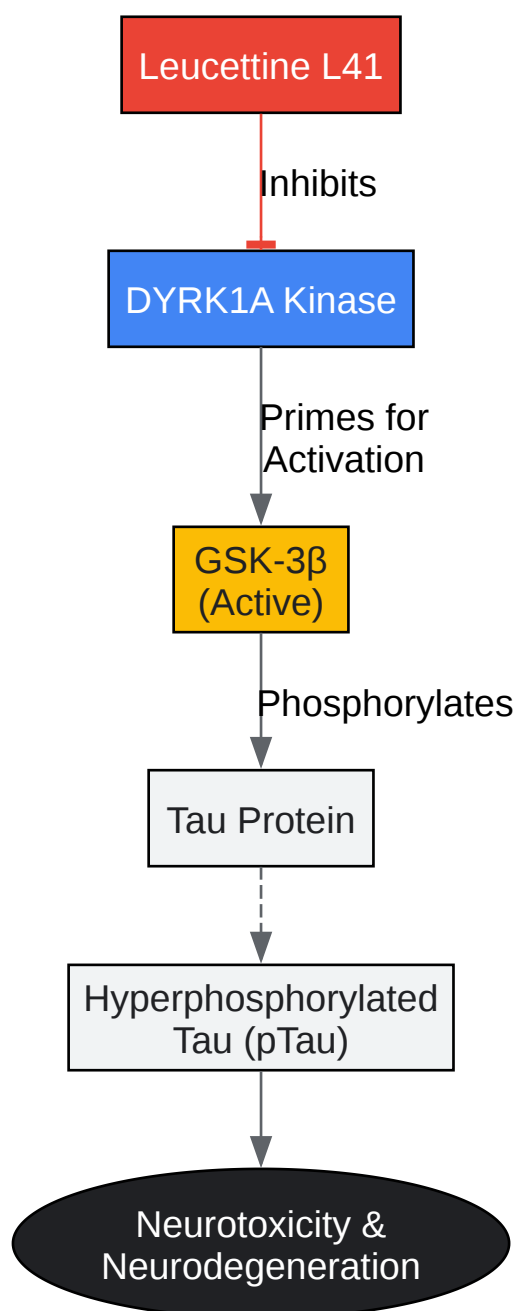 Leucettine L41
Inhibits
DYRK1A Kinase
Primes for
Activation
GSK-3β
(Active)
Phosphorylates
Tau Protein
Hyperphosphorylated
Tau (pTau)
Neurotoxicity &
Neurodegeneration